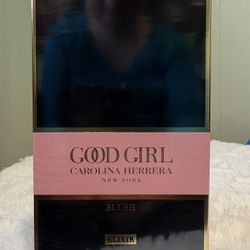 GOOD GIRL
CAROLINA HERRERA
NEW YORK
BLUSH
ELIXIR